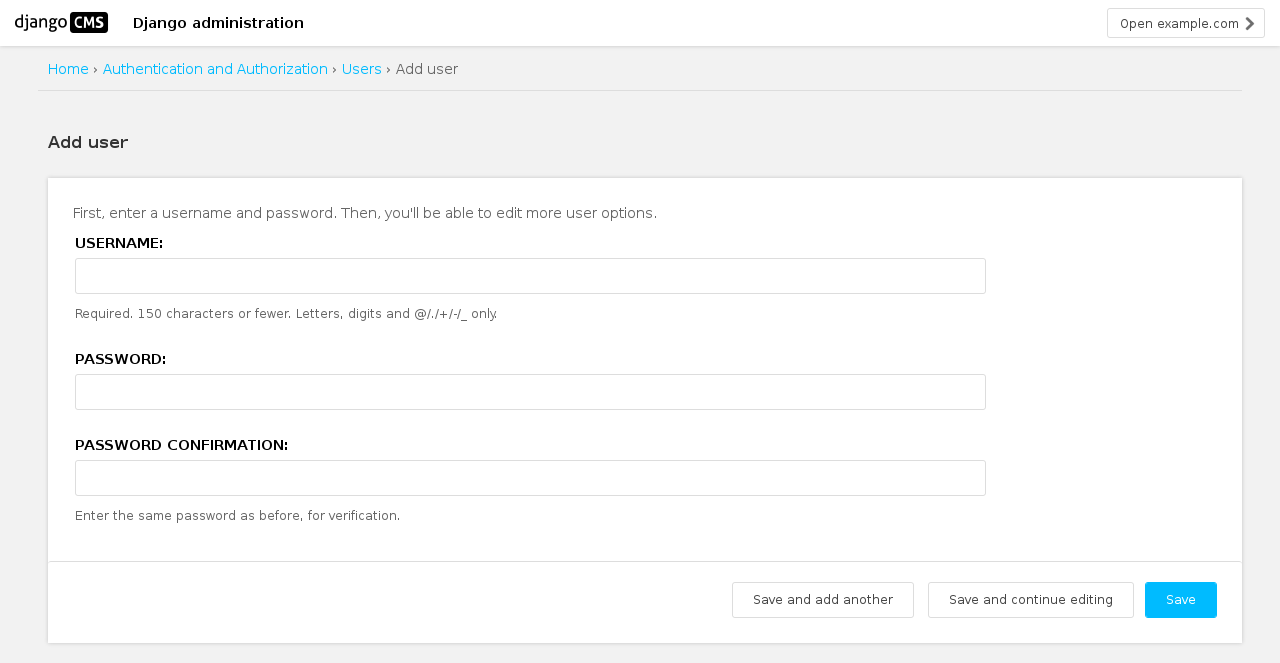 django CMS Django administration Open example.com
Home › Authentication and Authorization › Users › Add user
Add user
First, enter a username and password. Then, you'll be able to edit more user options.
USERNAME:
Required. 150 characters or fewer. Letters, digits and @/./+/-/_ only.
PASSWORD:
PASSWORD CONFIRMATION:
Enter the same password as before, for verification.
Save and add another Save and continue editing Save